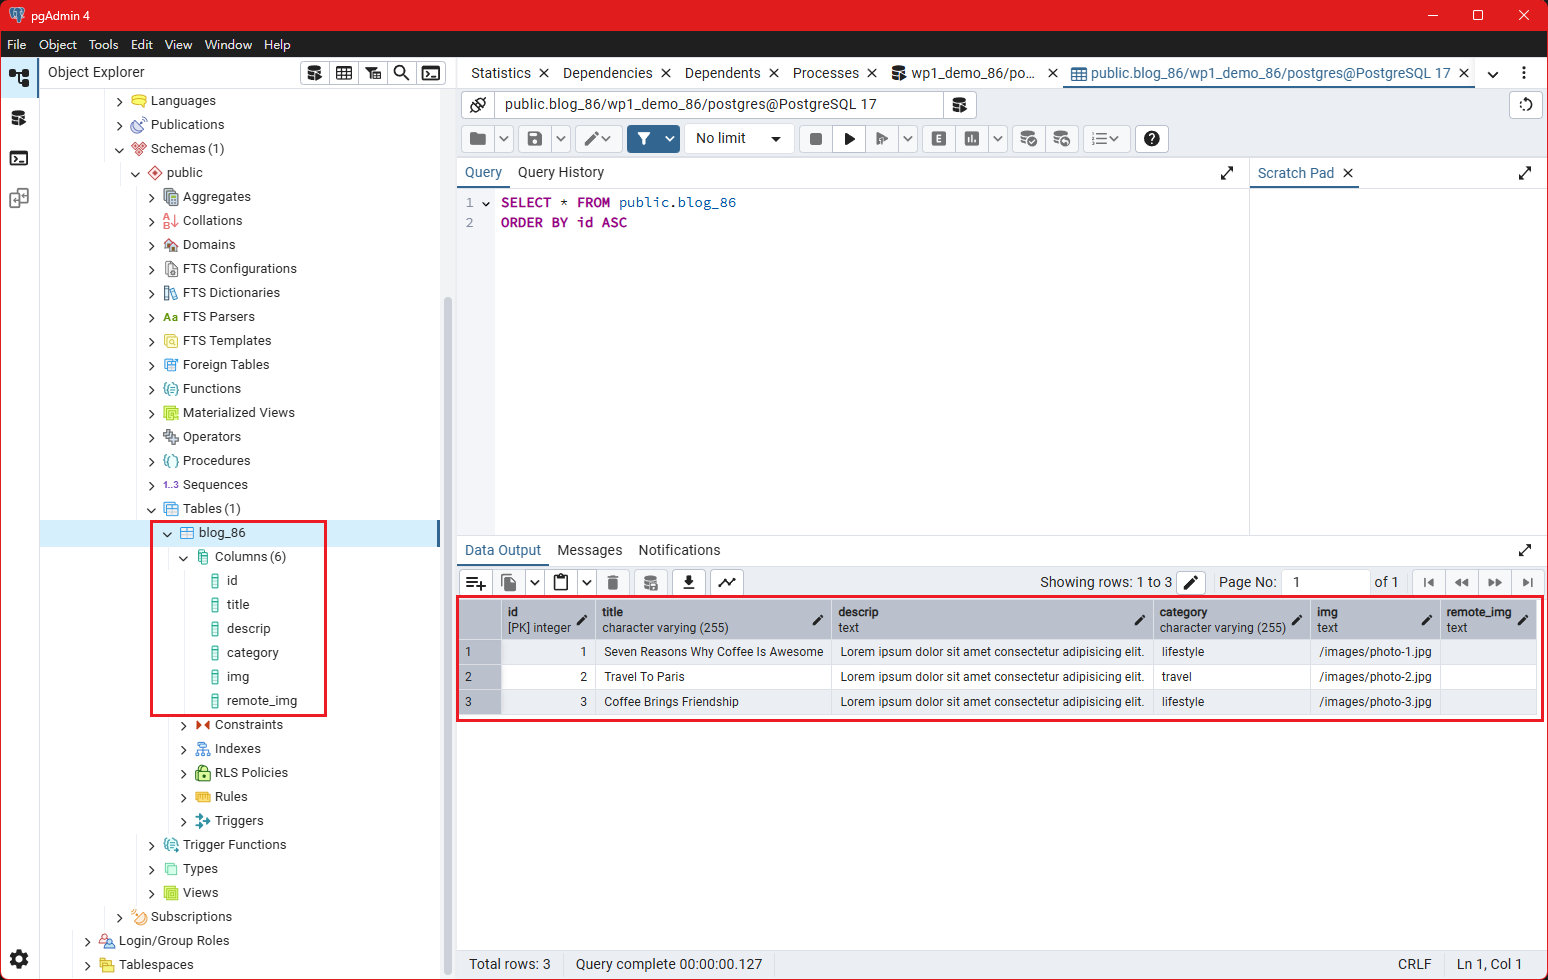 pgAdmin 4
File Object Tools Edit View Window Help
Object Explorer
Languages
Publications
Schemas (1)
public
Aggregates
Collations
Domains
FTS Configurations
FTS Dictionaries
Aa FTS Parsers
FTS Templates
Foreign Tables
Functions
Materialized Views
Operators
Procedures
1..3 Sequences
Tables (1)
blog_86
Columns (6)
id
title
descrip
category
img
remote_img
Constraints
Indexes
RLS Policies
Rules
Triggers
Trigger Functions
Types
Views
Subscriptions
Login/Group Roles
Tablespaces
Statistics Dependencies Dependents Processes wp1_demo_86/po... public.blog_86/wp1_demo_86/postgres@PostgreSQL 17
public.blog_86/wp1_demo_86/postgres@PostgreSQL 17
No limit E
Query Query History Scratch Pad
1 SELECT * FROM public.blog_86
2 ORDER BY id ASC
Data Output Messages Notifications
Showing rows: 1 to 3 Page No: 1 of 1
id title descrip category img remote_img
[PK] integer character varying (255) text character varying (255) text text
1 1 Seven Reasons Why Coffee Is Awesome Lorem ipsum dolor sit amet consectetur adipisicing elit. lifestyle /images/photo-1.jpg
2 2 Travel To Paris Lorem ipsum dolor sit amet consectetur adipisicing elit. travel /images/photo-2.jpg
3 3 Coffee Brings Friendship Lorem ipsum dolor sit amet consectetur adipisicing elit. lifestyle /images/photo-3.jpg
Total rows: 3 Query complete 00:00:00.127 CRLF Ln 1, Col 1